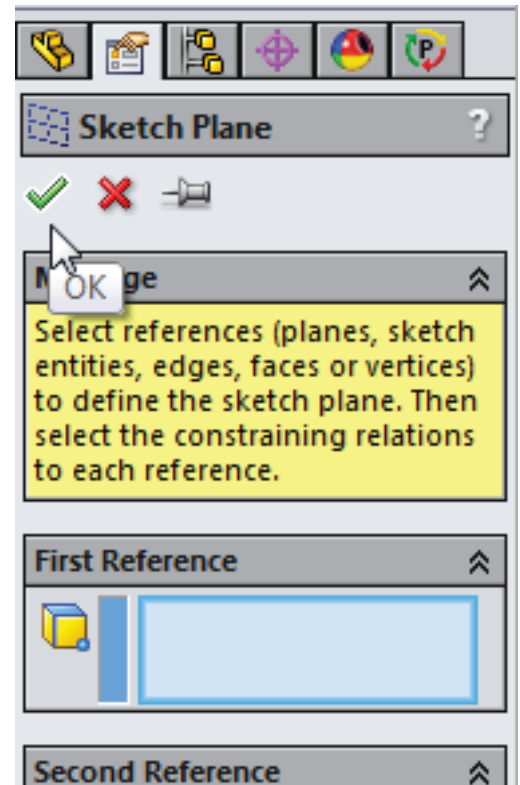 P
Sketch Plane
?
OK
Select references (planes, sketch
entities, edges, faces or vertices)
to define the sketch plane. Then
select the constraining relations
to each reference.
First Reference
Second Reference